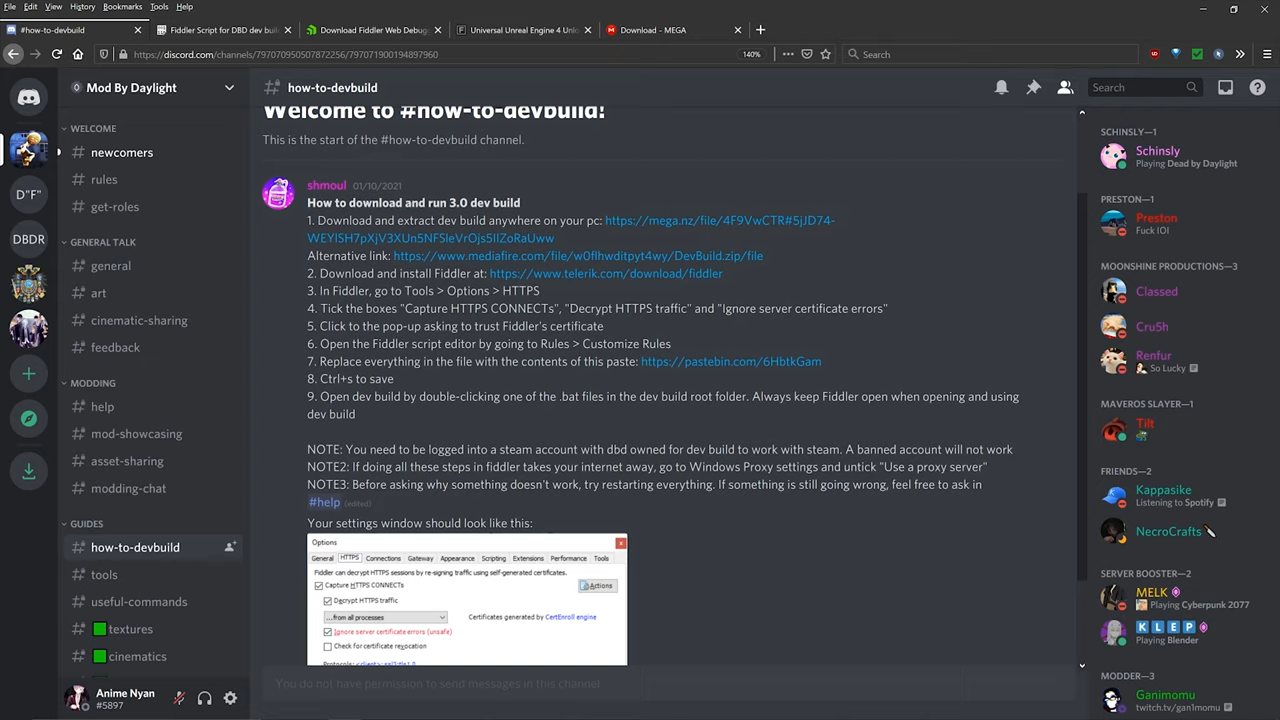 File Edit View History Bookmarks Tools Help
#how-to-devbuild
Fiddler Script for DBD dev buil
Download Fiddler Web Debugg
Universal Unreal Engine 4 Unlo
Download - MEGA
https://discord.com/channels/797070950507872256/797071900194897960
140%
Search
Mod By Daylight
how-to-devbuild
Search
WELCOME
newcomers
rules
get-roles
GENERAL TALK
general
art
cinematic-sharing
feedback
MODDING
help
mod-showcasing
asset-sharing
modding-chat
GUIDES
how-to-devbuild
tools
useful-commands
textures
cinematics
"F"
DBDR
Anime Nyan
#5897
Welcome to #how-to-devbuild!
This is the start of the #how-to-devbuild channel.
shmoul 01/10/2021
How to download and run 3.0 dev build
1. Download and extract dev build anywhere on your pc: https://mega.nz/file/4F9VwCTR#5jJD74-
WEYlSH7pXjV3XUn5NFSleVrOjs5IlZoRaUww
Alternative link: https://www.mediafire.com/file/w0flhwditpyt4wy/DevBuild.zip/file
2. Download and install Fiddler at: https://www.telerik.com/download/fiddler
3. In Fiddler, go to Tools > Options > HTTPS
4. Tick the boxes "Capture HTTPS CONNECTs", "Decrypt HTTPS traffic" and "Ignore server certificate errors"
5. Click to the pop-up asking to trust Fiddler's certificate
6. Open the Fiddler script editor by going to Rules > Customize Rules
7. Replace everything in the file with the contents of this paste: https://pastebin.com/6HbtkGam
8. Ctrl+s to save
9. Open dev build by double-clicking one of the .bat files in the dev build root folder. Always keep Fiddler open when opening and using
dev build
NOTE: You need to be logged into a steam account with dbd owned for dev build to work with steam. A banned account will not work
NOTE2: If doing all these steps in fiddler takes your internet away, go to Windows Proxy settings and untick "Use a proxy server"
NOTE3: Before asking why something doesn't work, try restarting everything. If something is still going wrong, feel free to ask in
#help (edited)
Your settings window should look like this:
Options
General HTTPS Connections Gateway Appearance Scripting Extensions Performance Tools
Fiddler can decrypt HTTPS sessions by re-signing traffic using self-generated certificates.
Capture HTTPS CONNECTs
Actions
Decrypt HTTPS traffic
...from all processes
Certificates generated by CertEnroll engine
Ignore server certificate errors (unsafe)
Check for certificate revocation
Protocols: <client>;ssl3;tls1.0
You do not have permission to send messages in this channel
SCHINSLY—1
Schinsly
Playing Dead by Daylight
PRESTON—1
Preston
Fuck IOI
MOONSHINE PRODUCTIONS—3
Classed
Cru5h
Renfur
So Lucky
MAVEROS SLAYER—1
Tilt
FRIENDS—2
Kappasike
Listening to Spotify
NecroCrafts
SERVER BOOSTER—2
MELK
Playing Cyberpunk 2077
KLEP
Playing Blender
MODDER—3
Ganimomu
twitch.tv/gan1momu